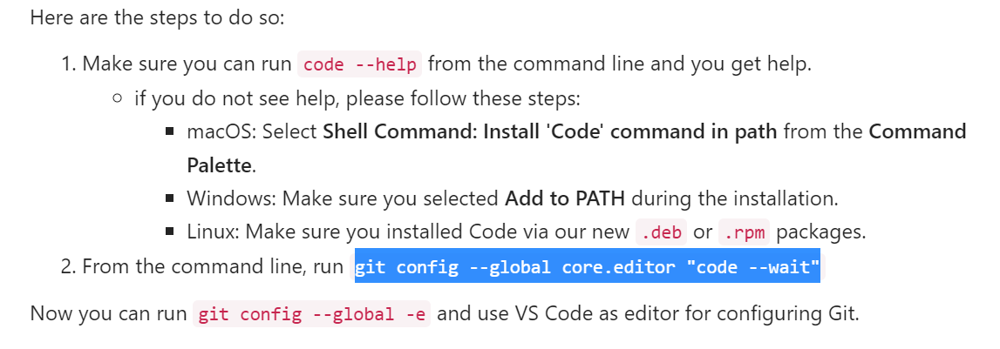 Here are the steps to do so:
1. Make sure you can run code --help from the command line and you get help.
if you do not see help, please follow these steps:
macOS: Select Shell Command: Install 'Code' command in path from the Command
Palette.
Windows: Make sure you selected Add to PATH during the installation.
Linux: Make sure you installed Code via our new .deb or .rpm packages.
2. From the command line, run git config --global core.editor "code --wait"
Now you can run git config --global -e and use VS Code as editor for configuring Git.